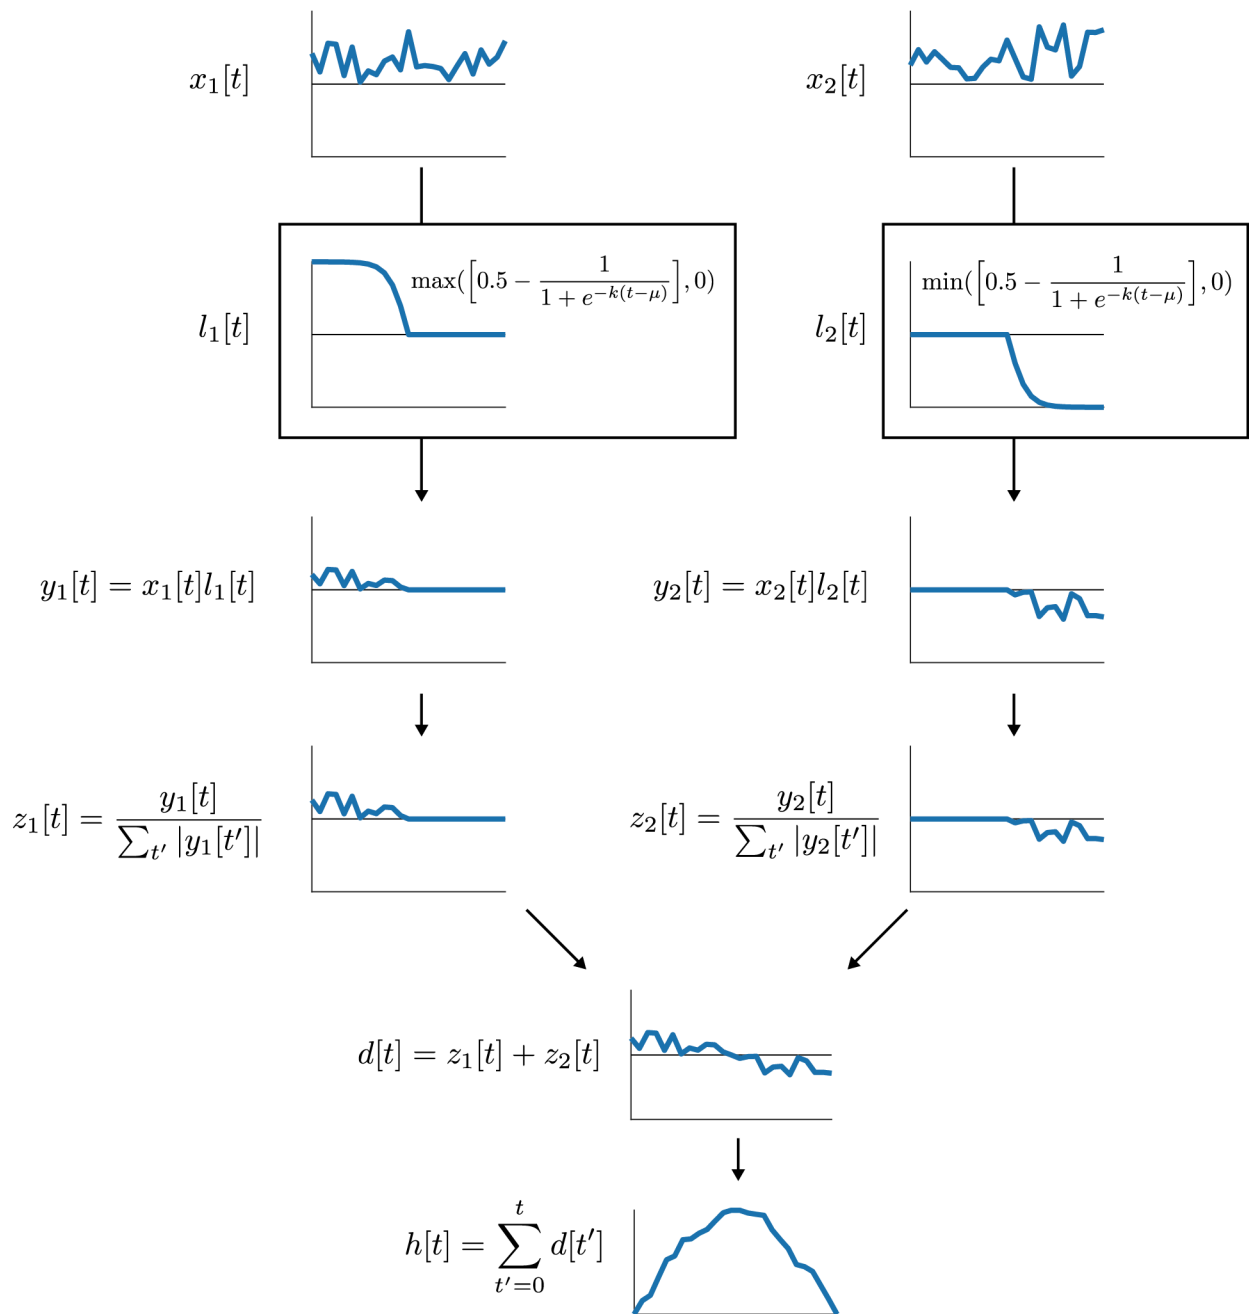 x₁[t]
x₂[t]
l₁[t]
max([0.5 − 1/(1 + e^{−k(t−μ)})], 0)
l₂[t]
min([0.5 − 1/(1 + e^{−k(t−μ)})], 0)
y₁[t] = x₁[t]l₁[t]
y₂[t] = x₂[t]l₂[t]
z₁[t] = y₁[t] / ∑_{t′} |y₁[t′]|
z₂[t] = y₂[t] / ∑_{t′} |y₂[t′]|
d[t] = z₁[t] + z₂[t]
h[t] = ∑_{t′=0}^{t} d[t′]